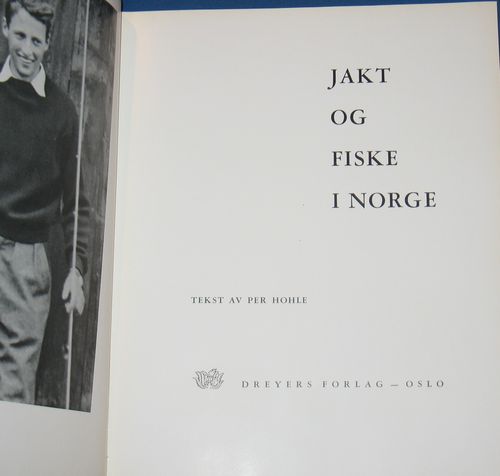 JAKT
OG
FISKE
I NORGE
TEKST AV PER HOHLE
DREYERS FORLAG — OSLO